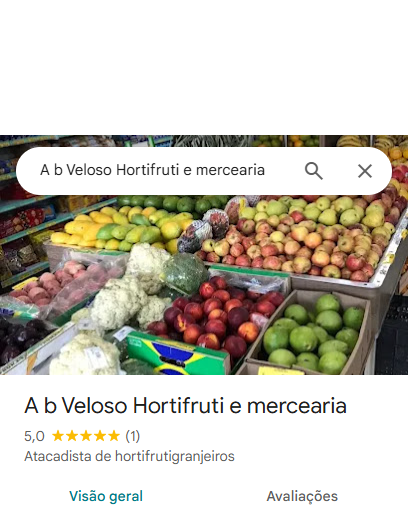 A b Veloso Hortifruti e mercearia
A b Veloso Hortifruti e mercearia
5,0 (1)
Atacadista de hortifrutigranjeiros
Visão geral Avaliações